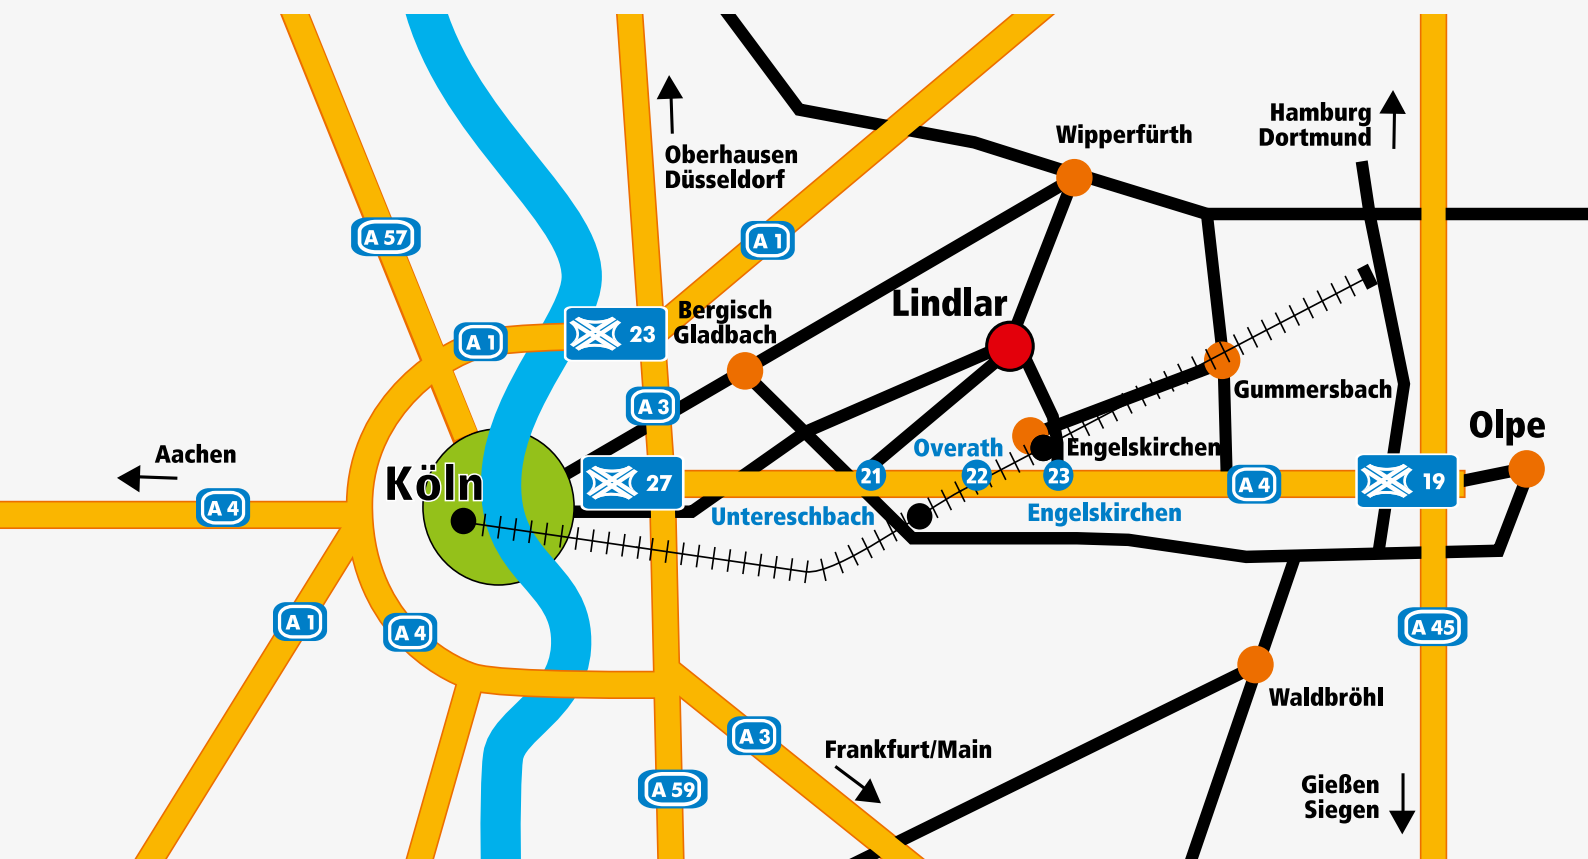 Hamburg
Dortmund
Wipperfürth
Oberhausen
Düsseldorf
A 57
A 1
Lindlar
Bergisch
Gladbach
23
A 1
Gummersbach
A 3
Olpe
Overath
Engelskirchen
Aachen
Köln
27
21
22
23
A 4
19
A 4
Untereschbach
Engelskirchen
A 1
A 4
A 45
Waldbröhl
A 3
Frankfurt/Main
A 59
Gießen
Siegen